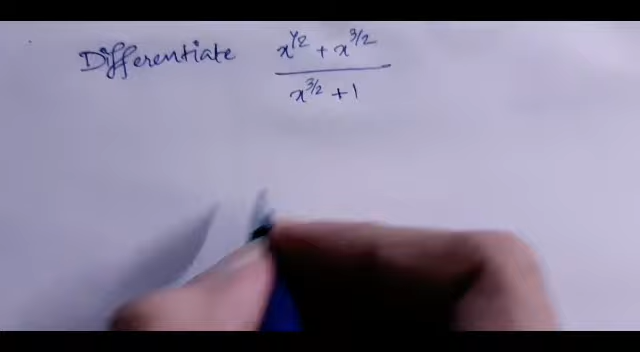 Differentiate x^1/2 + x^3/2
x^3/2 + 1